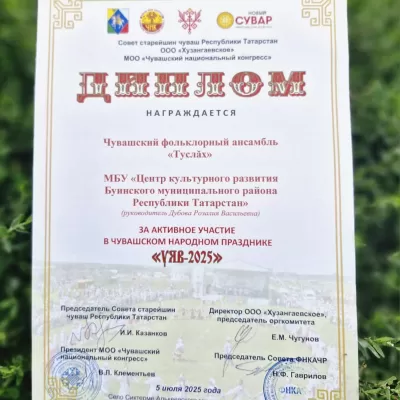 НОВЫЙ
СУВАР
Совет старейшин чуваш Республики Татарстан
ООО «Хузангаевское»
МОО «Чувашский национальный конгресс»
ДИПЛОМ
НАГРАЖДАЕТСЯ
Чувашский фольклорный ансамбль
«Туслăх»
МБУ «Центр культурного развития
Буинского муниципального района
Республики Татарстан»
(руководитель Дубова Розалия Васильевна)
ЗА АКТИВНОЕ УЧАСТИЕ
В ЧУВАШСКОМ НАРОДНОМ ПРАЗДНИКЕ
«УЯВ-2025»
Председатель Совета старейшин
чуваш Республики Татарстан
И.И. Казанков
Директор ООО «Хузангаевское»,
председатель оргкомитета
Е.М. Чугунов
Президент МОО «Чувашский
национальный конгресс»
В.Л. Клементьев
Председатель Совета ФНКАЧР
Н.Ф. Гаврилов
ФНКА
5 июля 2025 года